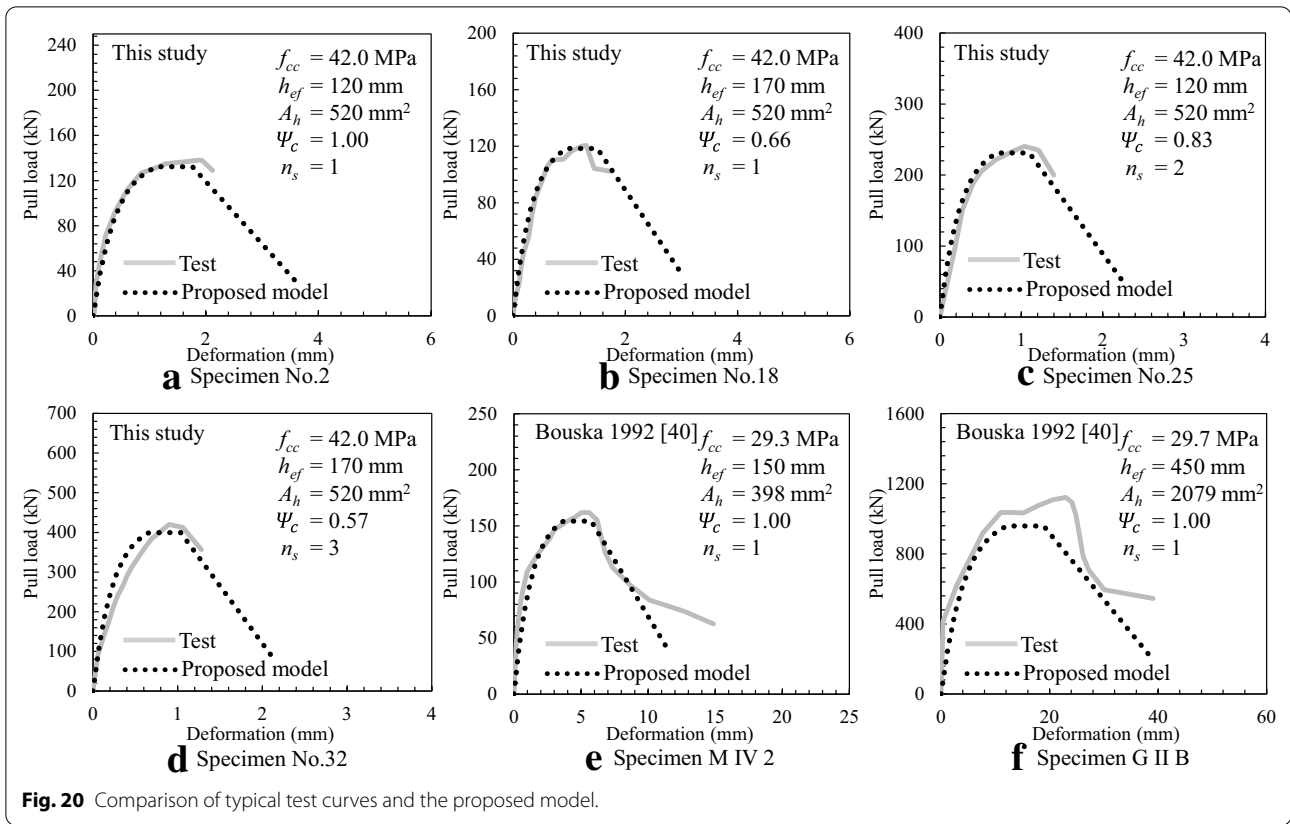 This study
f_cc = 42.0 MPa
h_ef = 120 mm
A_h = 520 mm²
Ψ_c = 1.00
n_s = 1
Pull load (kN)
240
200
160
120
80
40
0
Test
Proposed model
0 2 4 6
Deformation (mm)
a Specimen No.2
This study
f_cc = 42.0 MPa
h_ef = 170 mm
A_h = 520 mm²
Ψ_c = 0.66
n_s = 1
Pull load (kN)
200
160
120
80
40
0
Test
Proposed model
0 2 4 6
Deformation (mm)
b Specimen No.18
This study
f_cc = 42.0 MPa
h_ef = 120 mm
A_h = 520 mm²
Ψ_c = 0.83
n_s = 2
Pull load (kN)
400
320
240
160
80
0
Test
Proposed model
0 1 2 3 4
Deformation (mm)
c Specimen No.25
This study
f_cc = 42.0 MPa
h_ef = 170 mm
A_h = 520 mm²
Ψ_c = 0.57
n_s = 3
Pull load (kN)
700
600
500
400
300
200
100
0
Test
Proposed model
0 1 2 3 4
Deformation (mm)
d Specimen No.32
Bouska 1992 [40]
f_cc = 29.3 MPa
h_ef = 150 mm
A_h = 398 mm²
Ψ_c = 1.00
n_s = 1
Pull load (kN)
250
200
150
100
50
0
Test
Proposed model
0 5 10 15 20 25
Deformation (mm)
e Specimen M IV 2
Bouska 1992 [40]
f_cc = 29.7 MPa
h_ef = 450 mm
A_h = 2079 mm²
Ψ_c = 1.00
n_s = 1
Pull load (kN)
1600
1200
800
400
0
Test
Proposed model
0 20 40 60
Deformation (mm)
f Specimen G II B
Fig. 20 Comparison of typical test curves and the proposed model.